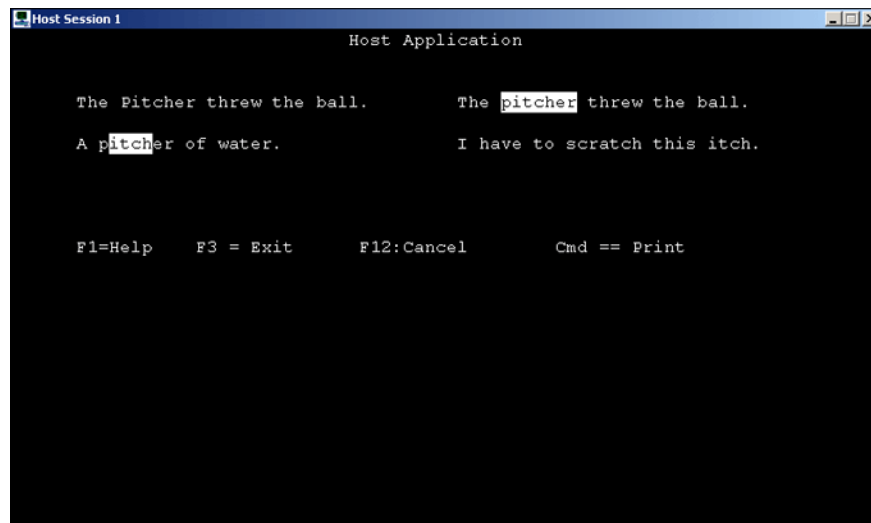 Host Session 1
Host Application
The Pitcher threw the ball. The pitcher threw the ball.
A pitcher of water. I have to scratch this itch.
F1=Help F3 = Exit F12:Cancel Cmd == Print